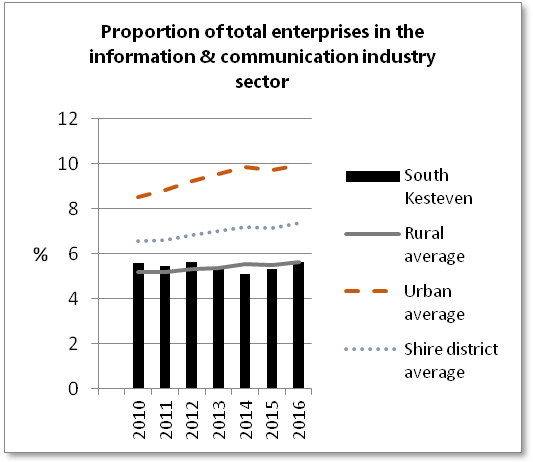 Proportion of total enterprises in the
information & communication industry
sector
12
10
8
6
4
2
0
%
2010
2011
2012
2013
2014
2015
2016
South
Kesteven
Rural
average
Urban
average
Shire district
average